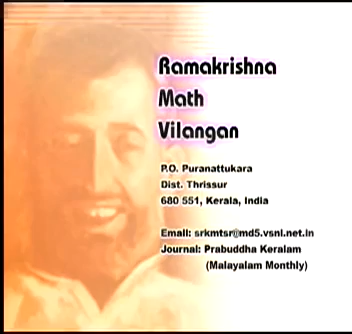 Ramakrishna
Math
Vilangan
P.O. Puranattukara
Dist. Thrissur
680 551, Kerala, India
Email: srkmtsr@md5.vsnl.net.in
Journal: Prabuddha Keralam
(Malayalam Monthly)